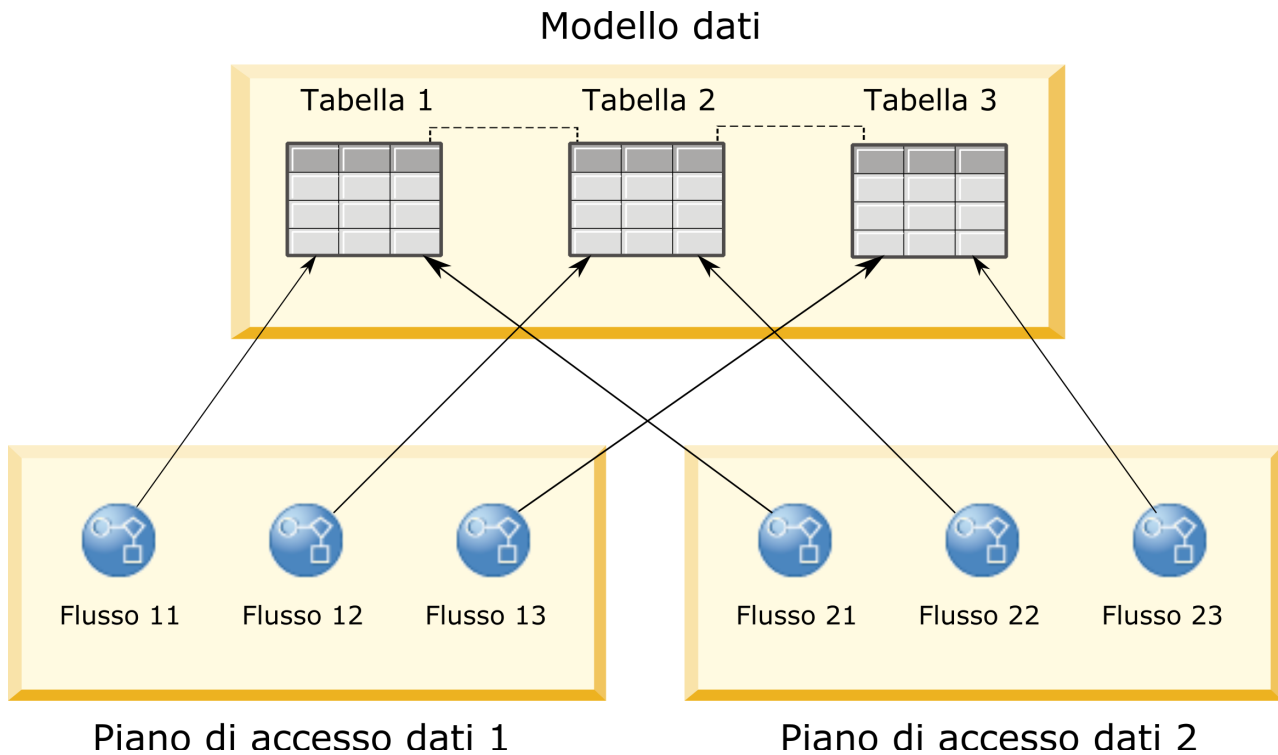 Modello dati
Tabella 1
Tabella 2
Tabella 3
Flusso 11
Flusso 12
Flusso 13
Flusso 21
Flusso 22
Flusso 23
Piano di accesso dati 1
Piano di accesso dati 2